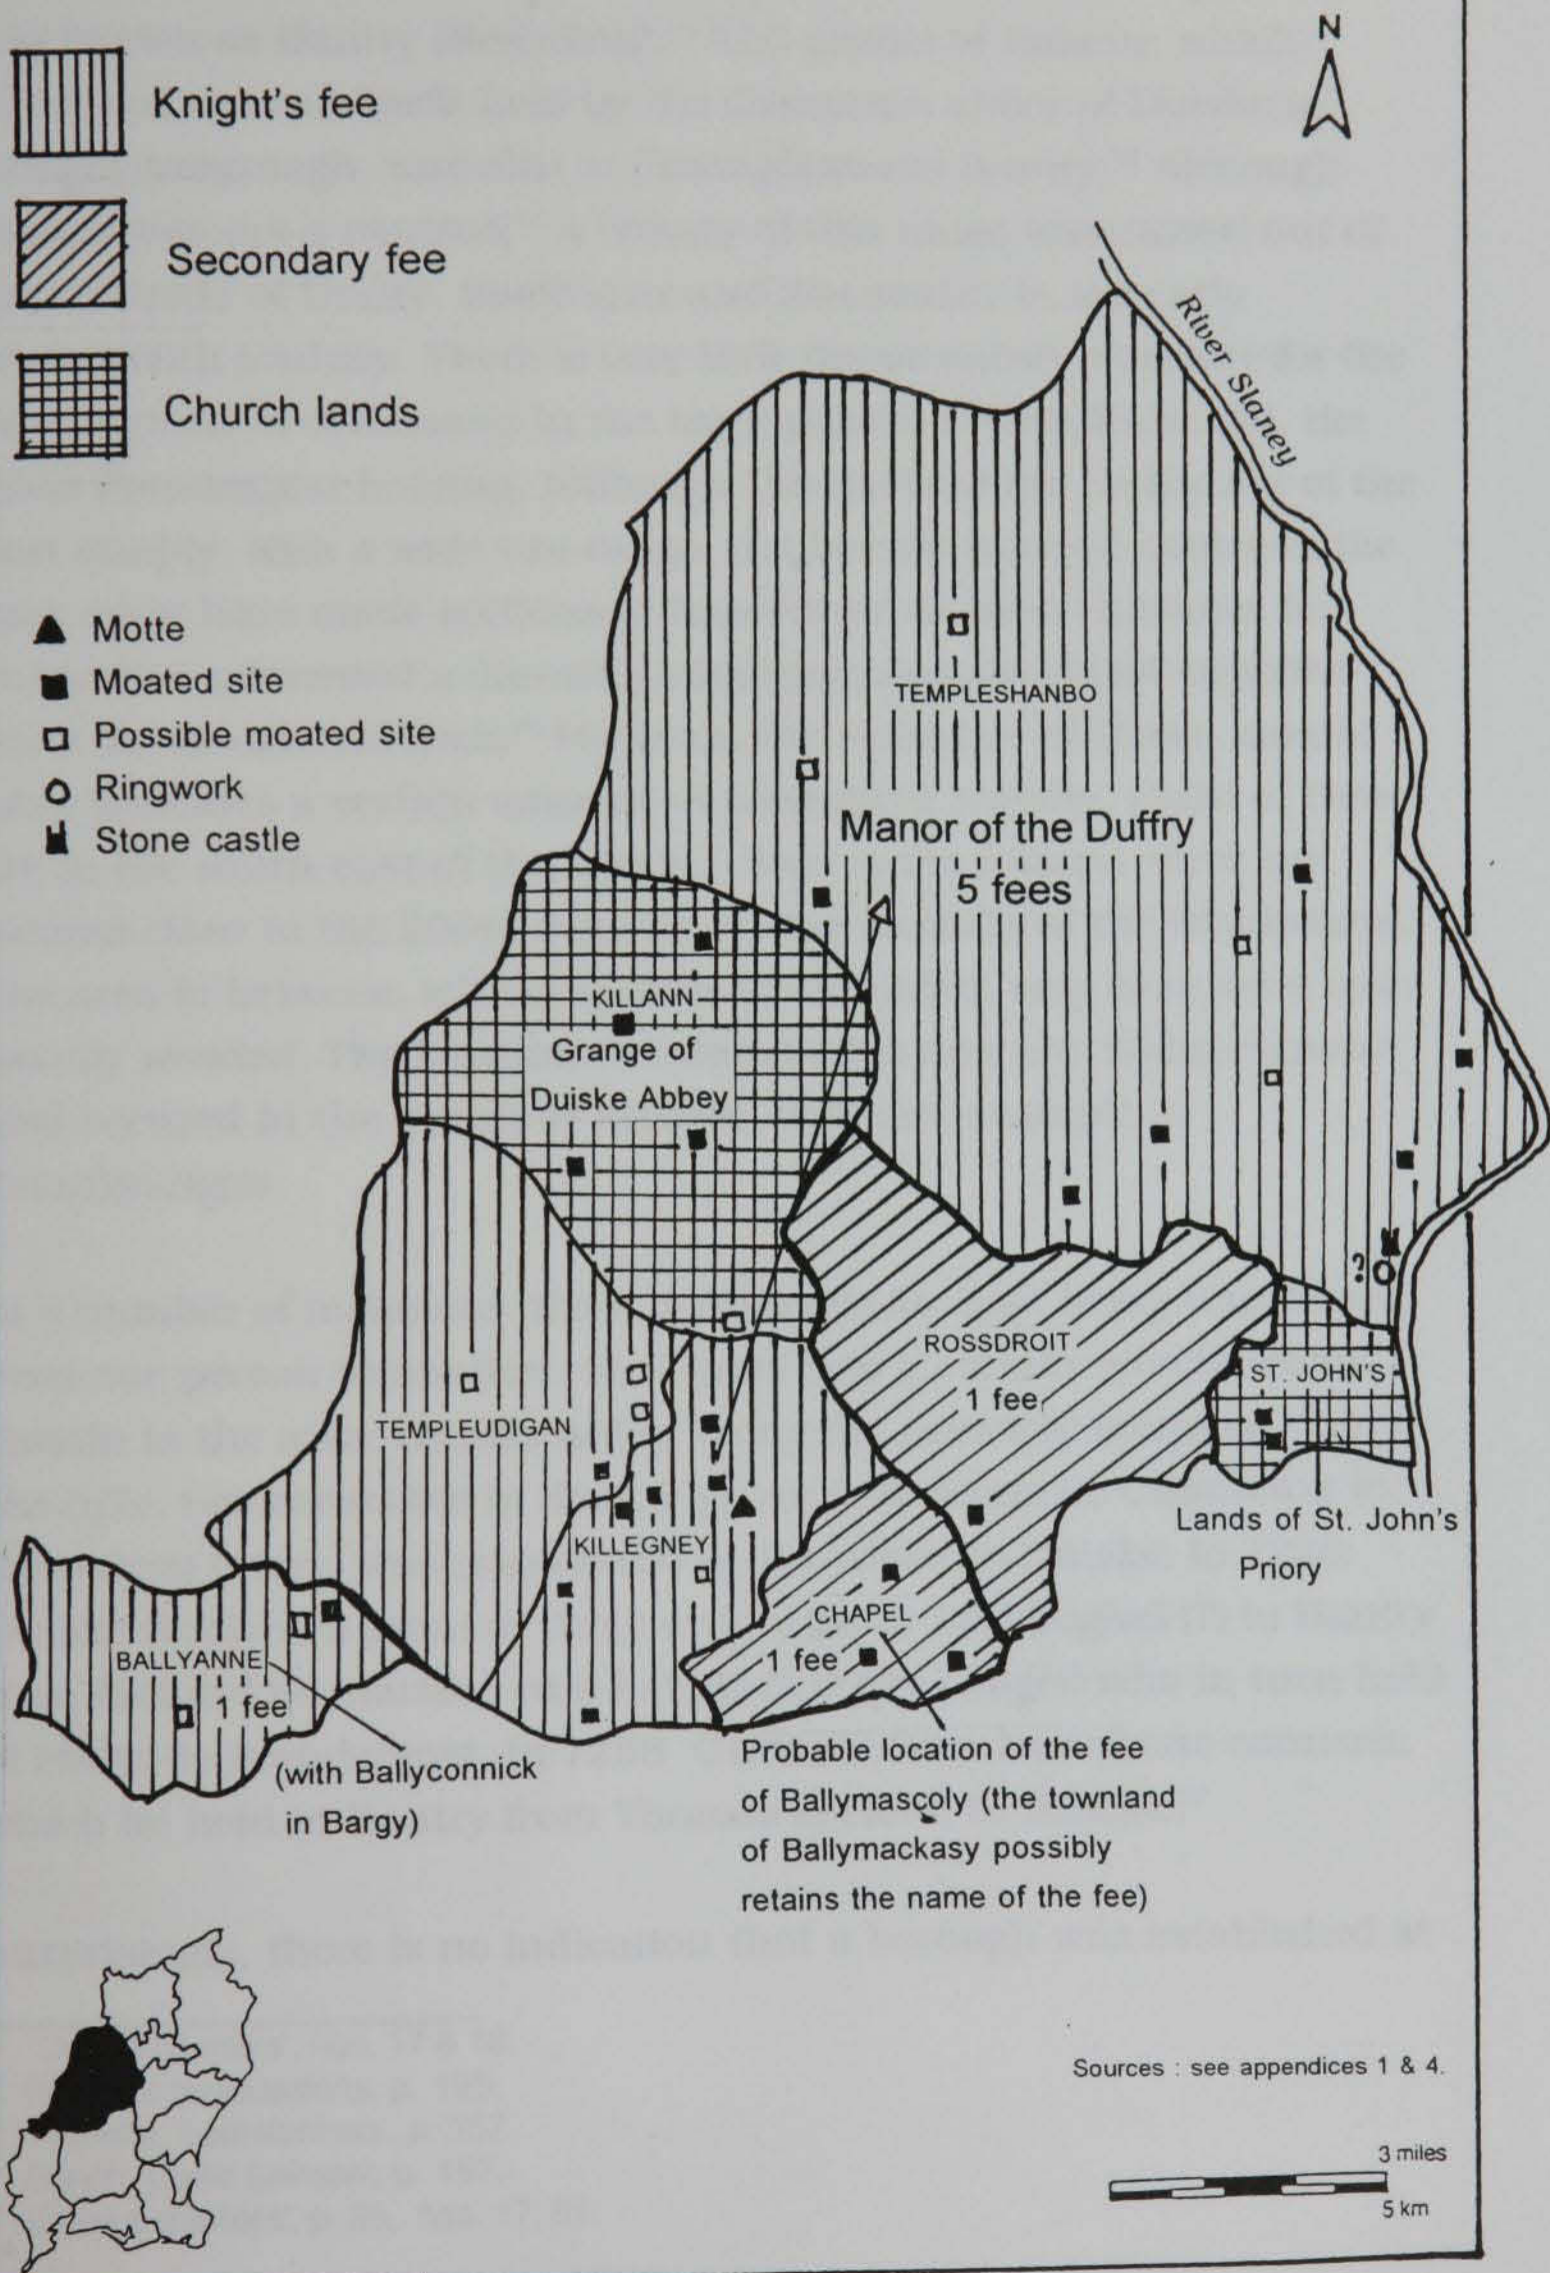 N
Knight's fee
Secondary fee
Church lands
River Slaney
Motte
Moated site
Possible moated site
Ringwork
Stone castle
TEMPLESHANBO
Manor of the Duffry
5 fees
KILLANN
Grange of
Duiske Abbey
?
ROSSDROIT
1 fee
ST. JOHN'S
Lands of St. John's
Priory
TEMPLEUDIGAN
KILLEGNEY
CHAPEL
1 fee
BALLYANNE
1 fee
(with Ballyconnick
in Bargy)
Probable location of the fee
of Ballymascoly (the townland
of Ballymackasy possibly
retains the name of the fee)
Sources : see appendices 1 & 4.
3 miles
5 km